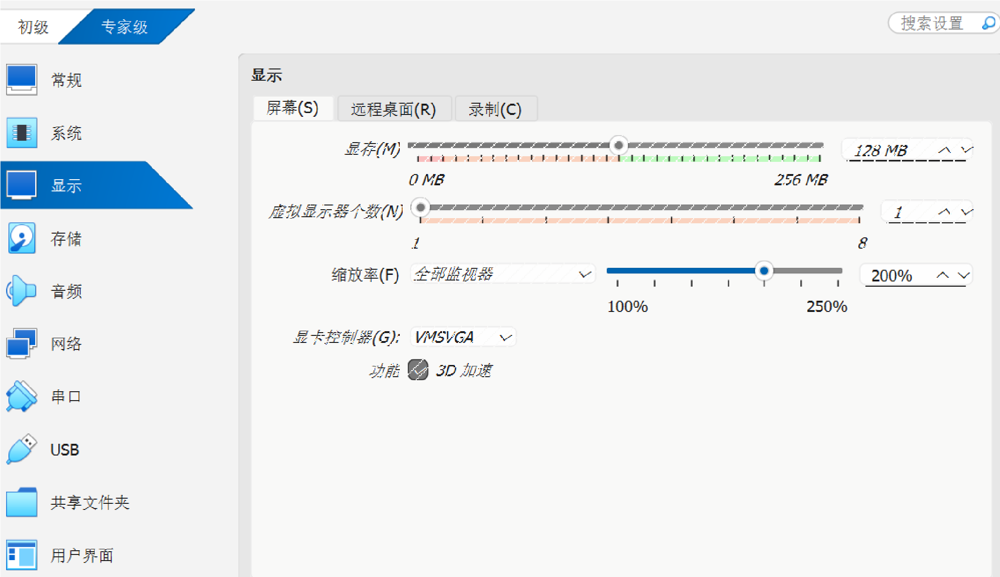 初级 专家级 搜索设置
常规
系统
显示
存储
音频
网络
串口
USB
共享文件夹
用户界面
显示
屏幕(S) 远程桌面(R) 录制(C)
显存(M) 128 MB
0 MB 256 MB
虚拟显示器个数(N) 1
1 8
缩放率(F) 全部监视器 200%
100% 250%
显卡控制器(G): VMSVGA
功能 3D 加速